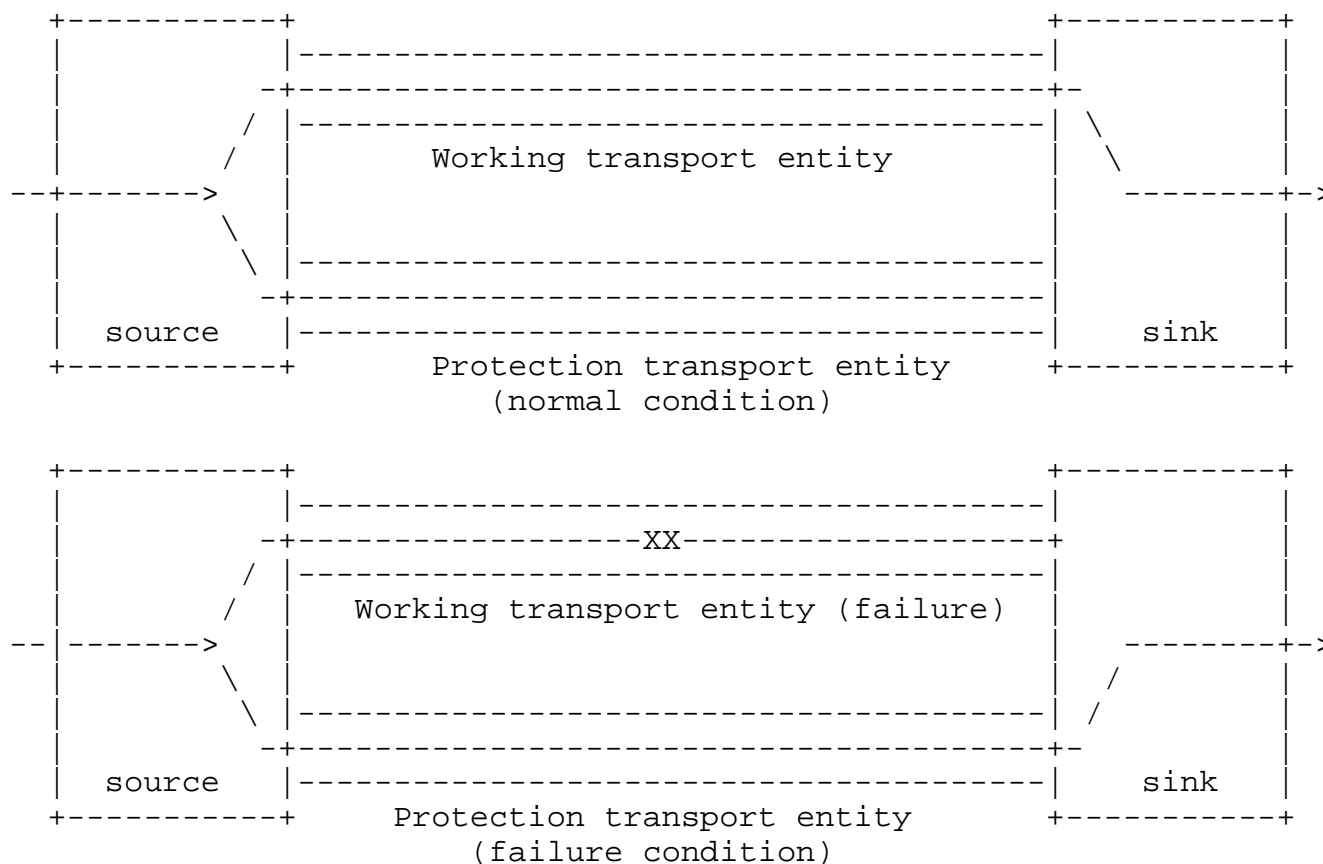 Working transport entity
source
sink
Protection transport entity
(normal condition)
XX
Working transport entity (failure)
source
sink
Protection transport entity
(failure condition)